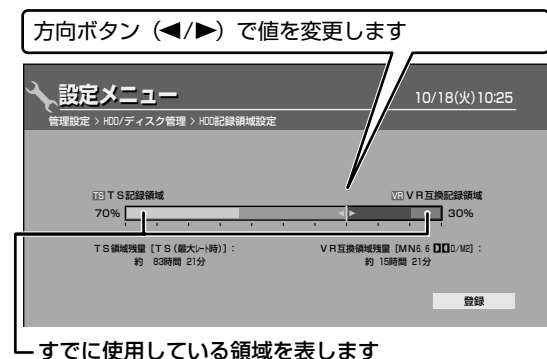 方向ボタン（◀/▶）で値を変更します
設定メニュー
10/18(火)10:25
管理設定 > HDD/ディスク管理 > HDD記録領域設定
TS ＴＳ記録領域
VR ＶＲ互換記録領域
70%
30%
ＴＳ領域残量［ＴＳ(最大レート時)］：
約 83時間 21分
ＶＲ互換領域残量［MN6.6 DD D/M2］：
約 15時間 21分
登録
すでに使用している領域を表します